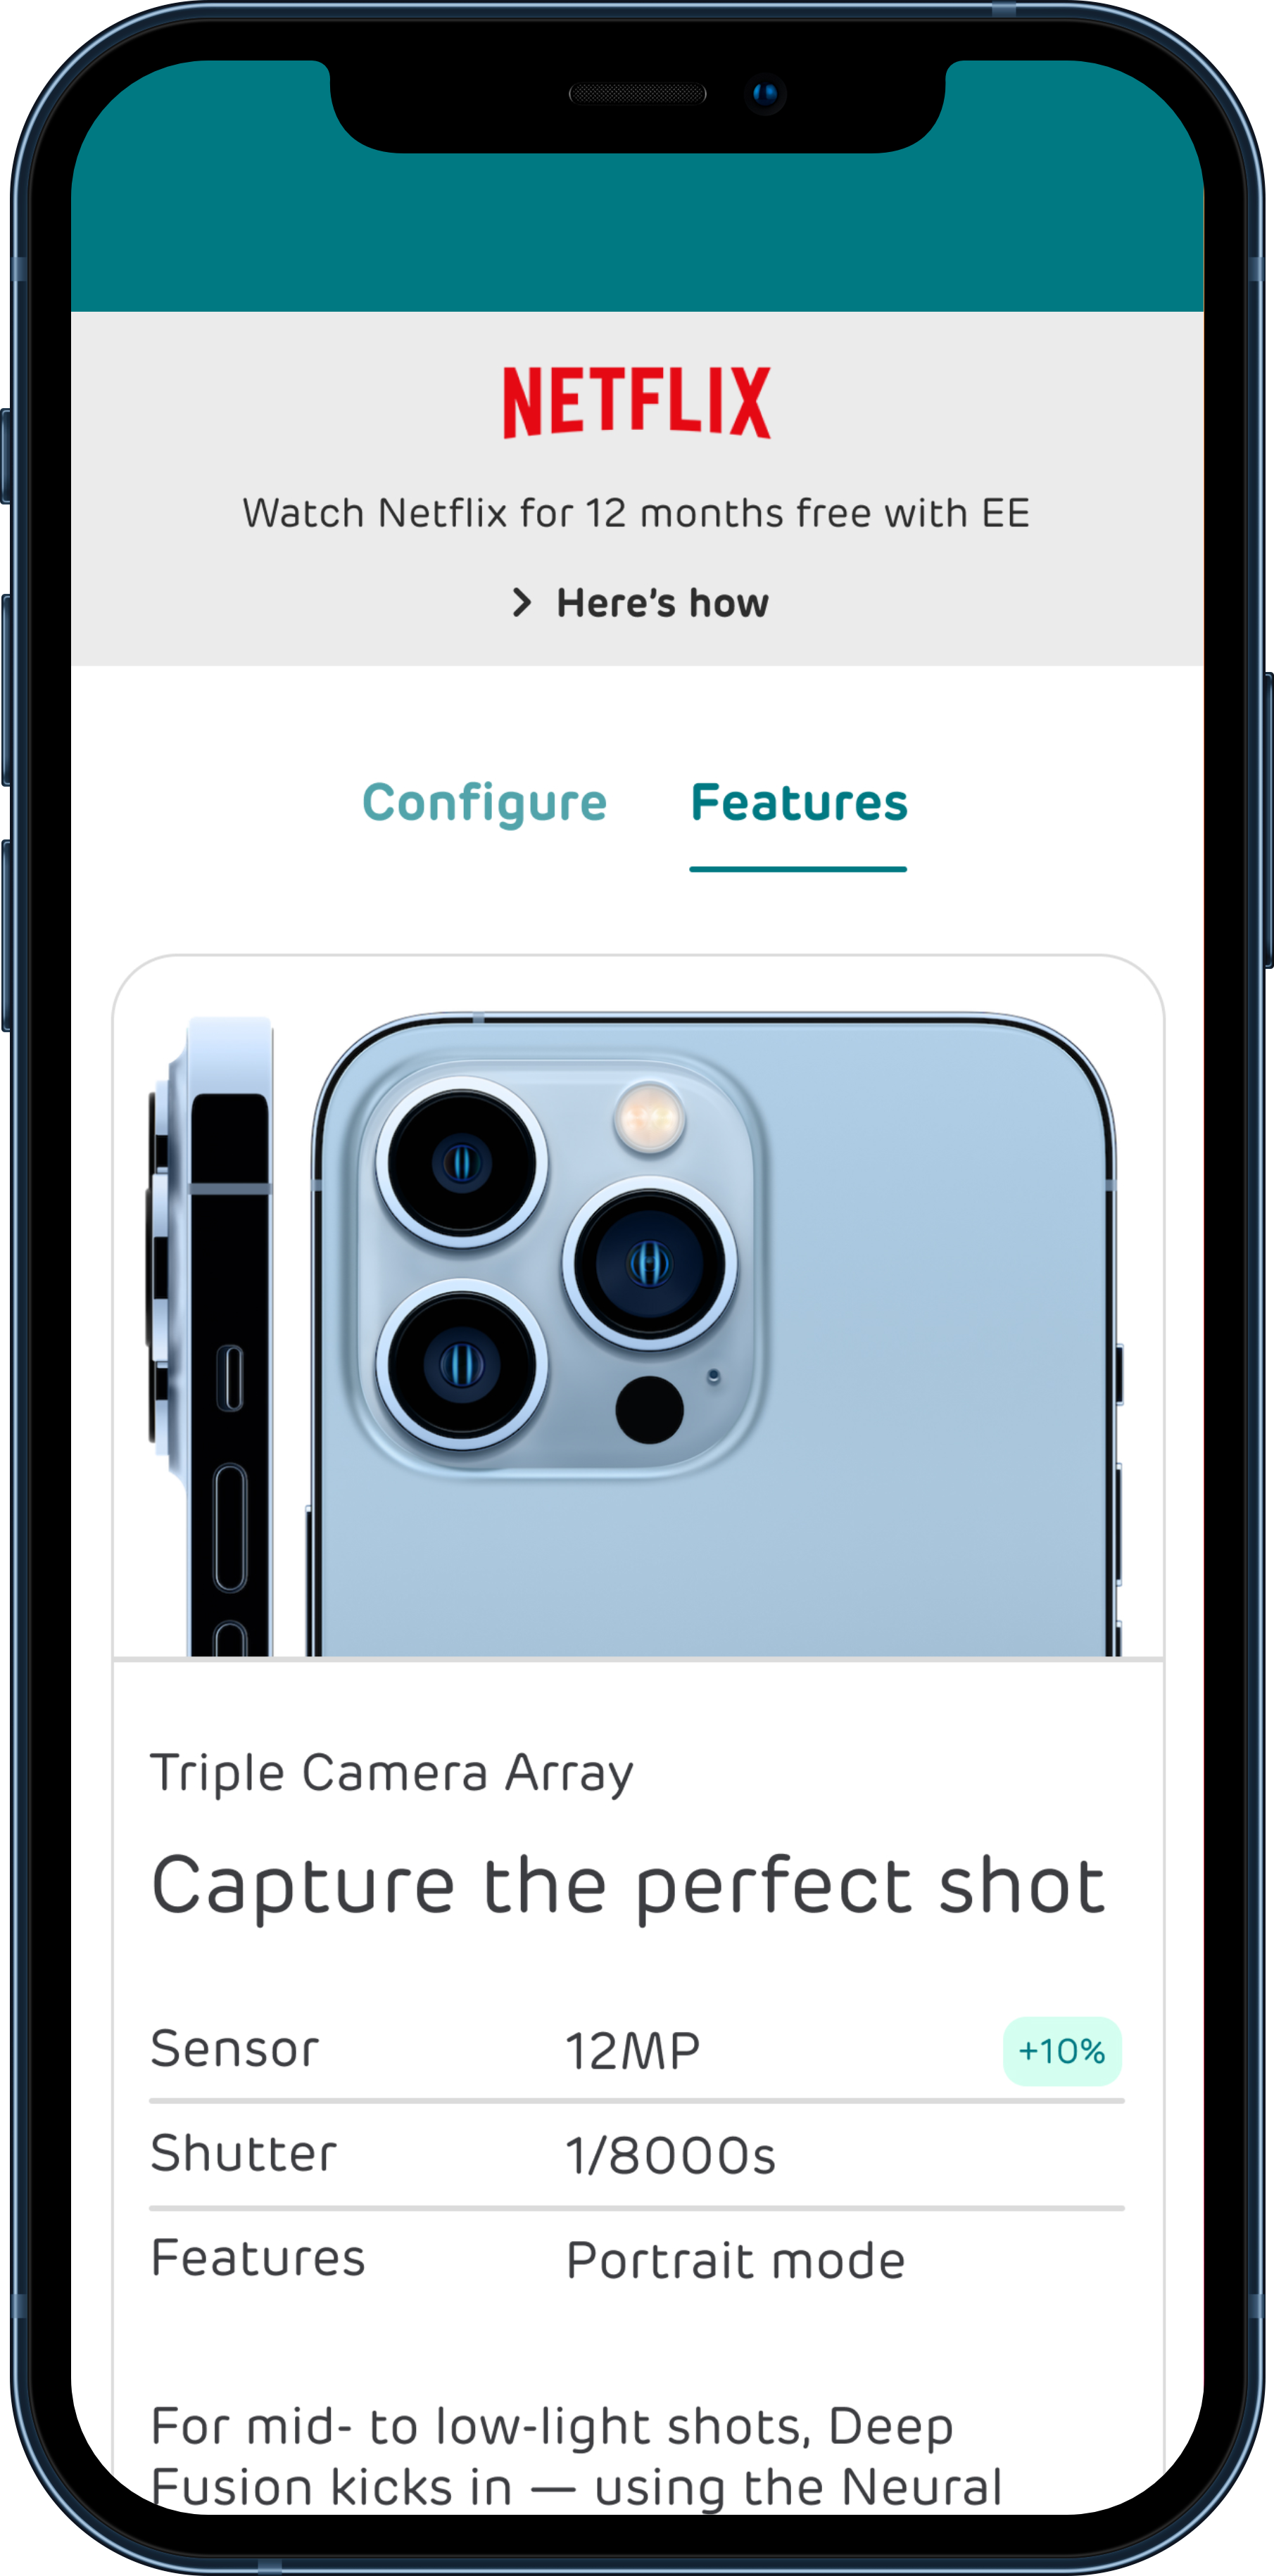 NETFLIX
Watch Netflix for 12 months free with EE
Here's how
Configure Features
Triple Camera Array
Capture the perfect shot
Sensor 12MP +10%
Shutter 1/8000s
Features Portrait mode
For mid- to low-light shots, Deep
Fusion kicks in — using the Neural